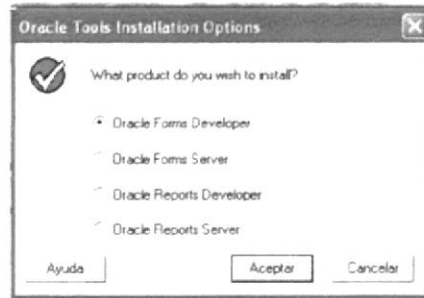 Oracle Tools Installation Options
What product do you wish to install?
Oracle Forms Developer
Oracle Forms Server
Oracle Reports Developer
Oracle Reports Server
Ayuda Aceptar Cancelar